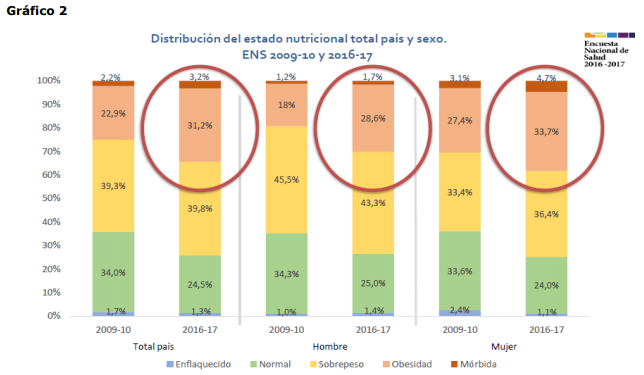 Gráfico 2
Distribución del estado nutricional total país y sexo.
ENS 2009-10 y 2016-17
Encuesta
Nacional de
Salud
2016 -2017
100%
90%
80%
70%
60%
50%
40%
30%
20%
10%
0%
2,2% 3,2% 1,2% 1,7% 3,1% 4,7%
22,9% 31,2% 18% 28,6% 27,4% 33,7%
39,3% 39,8% 45,5% 43,3% 33,4% 36,4%
34,0% 24,5% 34,3% 25,0% 33,6% 24,0%
1,7% 1,3% 1,0% 1,4% 2,4% 1,1%
2009-10 2016-17 2009-10 2016-17 2009-10 2016-17
Total país Hombre Mujer
Enflaquecido Normal Sobrepeso Obesidad Mórbida